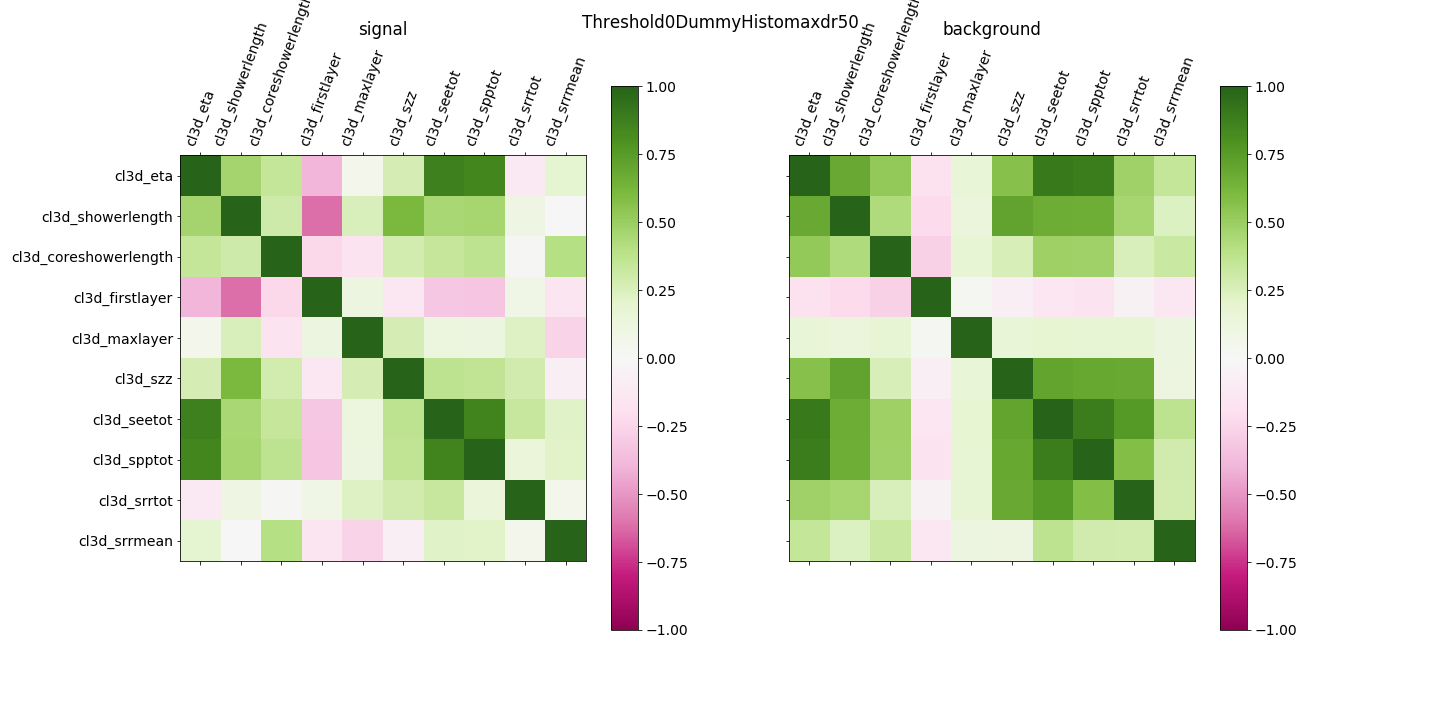 Threshold0DummyHistomaxdr50
signal
cl3d_eta
cl3d_showerlength
cl3d_coreshowerlength
cl3d_firstlayer
cl3d_maxlayer
cl3d_szz
cl3d_seetot
cl3d_spptot
cl3d_srrtot
cl3d_srrmean
cl3d_eta
cl3d_showerlength
cl3d_coreshowerlength
cl3d_firstlayer
cl3d_maxlayer
cl3d_szz
cl3d_seetot
cl3d_spptot
cl3d_srrtot
cl3d_srrmean
1.00
0.75
0.50
0.25
0.00
−0.25
−0.50
−0.75
−1.00
background
cl3d_eta
cl3d_showerlength
cl3d_coreshowerlength
cl3d_firstlayer
cl3d_maxlayer
cl3d_szz
cl3d_seetot
cl3d_spptot
cl3d_srrtot
cl3d_srrmean
1.00
0.75
0.50
0.25
0.00
−0.25
−0.50
−0.75
−1.00